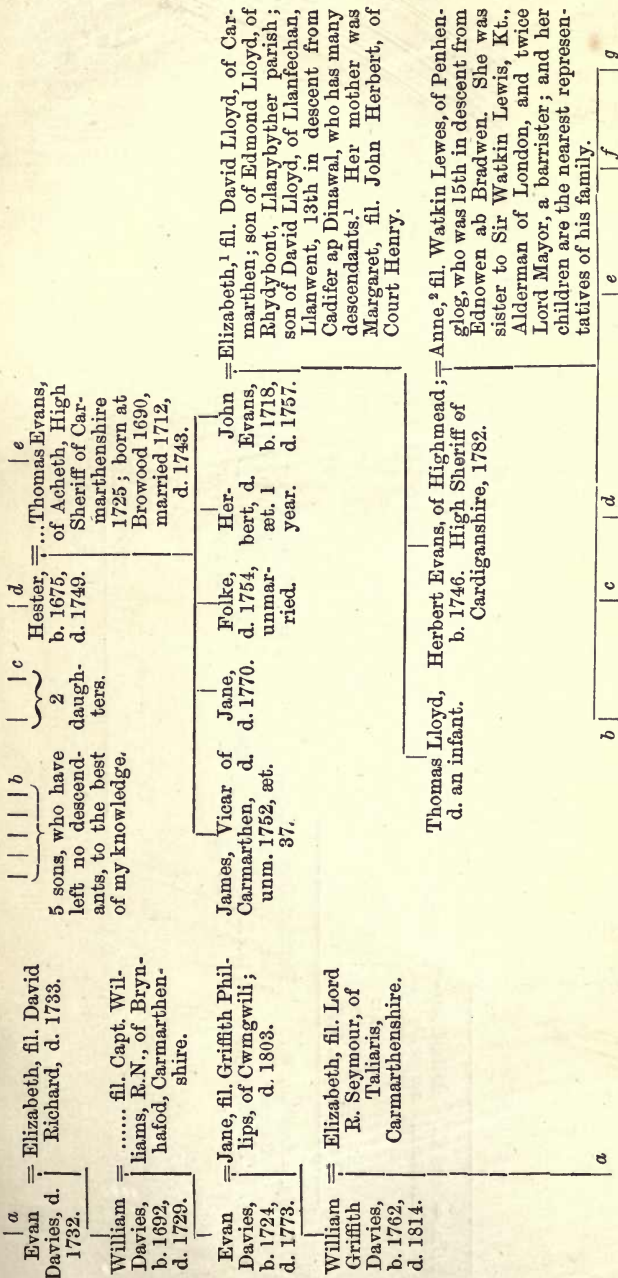 a
Evan = Elizabeth, fil. David
Davies, d. Richard, d. 1733.
1732.
William = ...... fil. Capt. Wil-
Davies, liams, R.N., of Bryn-
b. 1692, hafod, Carmarthen-
d. 1729. shire.
Evan =Jane, fil. Griffith Phil-
Davies, lips, of Cwmgwili;
b. 1724, d. 1803.
d. 1773.
William = Elizabeth, fil. Lord
Griffith R. Seymour, of
Davies, Taliaris,
b. 1762, Carmarthenshire.
d. 1814.
a
b
5 sons, who have
left no descend-
ants, to the best
of my knowledge.
c
2
daugh-
ters.
d
Hester,
b. 1675,
d. 1749.
e
=...Thomas Evans,
of Acheth, High
Sheriff of Car-
marthenshire
1725; born at
Browood 1690,
married 1712,
d. 1743.
James, Vicar of
Carmarthen, d.
unm. 1752, æt.
37.
Jane,
d. 1770.
Folke,
d. 1754,
unmar-
ried.
Her-
bert, d.
æt. 1
year.
John
Evans,
b. 1718,
d. 1757.
=Elizabeth,¹ fil. David Lloyd, of Car-
marthen; son of Edmond Lloyd, of
Rhydybont, Llanybyther parish;
son of David Lloyd, of Llanfechan,
Llanwent, 13th in descent from
Cadifer ap Dinawal, who has many
descendants.¹ Her mother was
Margaret, fil. John Herbert, of
Court Henry.
Thomas Lloyd,
d. an infant.
Herbert Evans, of Highmead;
b. 1746. High Sheriff of
Cardiganshire, 1782.
=Anne,² fil. Watkin Lewes, of Penhen-
glog, who was 15th in descent from
Ednowen ab Bradwen. She was
sister to Sir Watkin Lewis, Kt.,
Alderman of London, and twice
Lord Mayor, a barrister; and her
children are the nearest represen-
tatives of his family.
b c d e f g